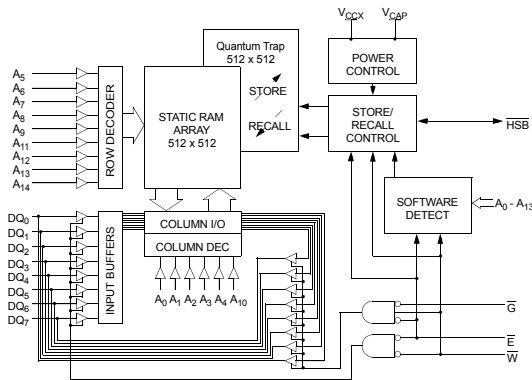 V_CCX V_CAP
Quantum Trap
512 x 512
STORE
RECALL
POWER
CONTROL
STORE/
RECALL
CONTROL
HSB
SOFTWARE
DETECT
A0 - A13
A5
A6
A7
A8
A9
A11
A12
A13
A14
ROW DECODER
STATIC RAM
ARRAY
512 x 512
DQ0
DQ1
DQ2
DQ3
DQ4
DQ5
DQ6
DQ7
INPUT BUFFERS
COLUMN I/O
COLUMN DEC
A0 A1 A2 A3 A4 A10
G
E
W